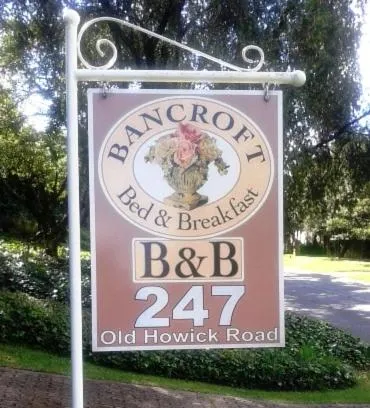 BANCROFT
Bed & Breakfast
B&B
247
Old Howick Road